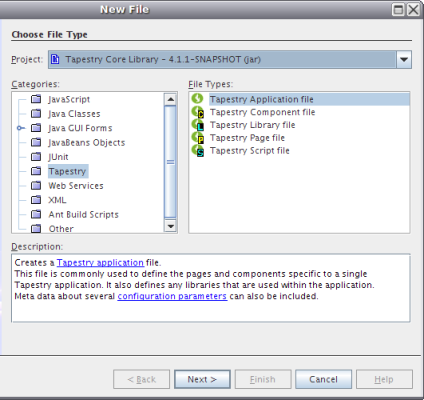 New File
Choose File Type
Project: Tapestry Core Library - 4.1.1-SNAPSHOT (jar)
Categories:
JavaScript
Java Classes
Java GUI Forms
JavaBeans Objects
JUnit
Tapestry
Web Services
XML
Ant Build Scripts
Other
File Types:
Tapestry Application file
Tapestry Component file
Tapestry Library file
Tapestry Page file
Tapestry Script file
Description:
Creates a Tapestry application file.
This file is commonly used to define the pages and components specific to a single
Tapestry application. It also defines any libraries that are used within the application.
Meta data about several configuration parameters can also be included.
< Back Next > Finish Cancel Help